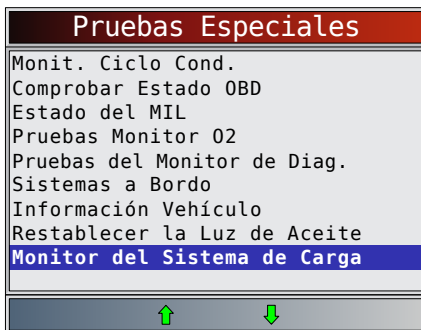 Pruebas Especiales
Monit. Ciclo Cond.
Comprobar Estado OBD
Estado del MIL
Pruebas Monitor O2
Pruebas del Monitor de Diag.
Sistemas a Bordo
Información Vehículo
Restablecer la Luz de Aceite
Monitor del Sistema de Carga